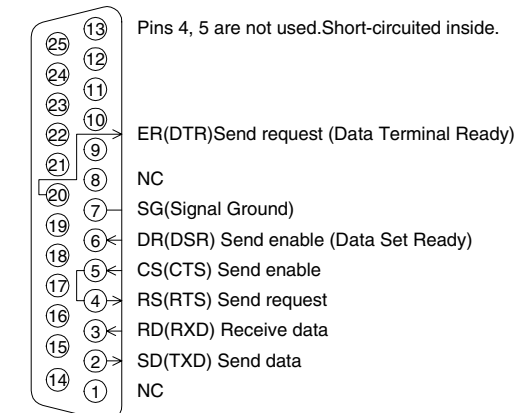 13 Pins 4, 5 are not used.Short-circuited inside.
25
12
24
11
23
10
22 ER(DTR)Send request (Data Terminal Ready)
9
21
8 NC
20
7 SG(Signal Ground)
19
6 DR(DSR) Send enable (Data Set Ready)
18
5 CS(CTS) Send enable
17
4 RS(RTS) Send request
16
3 RD(RXD) Receive data
15
2 SD(TXD) Send data
14
1 NC